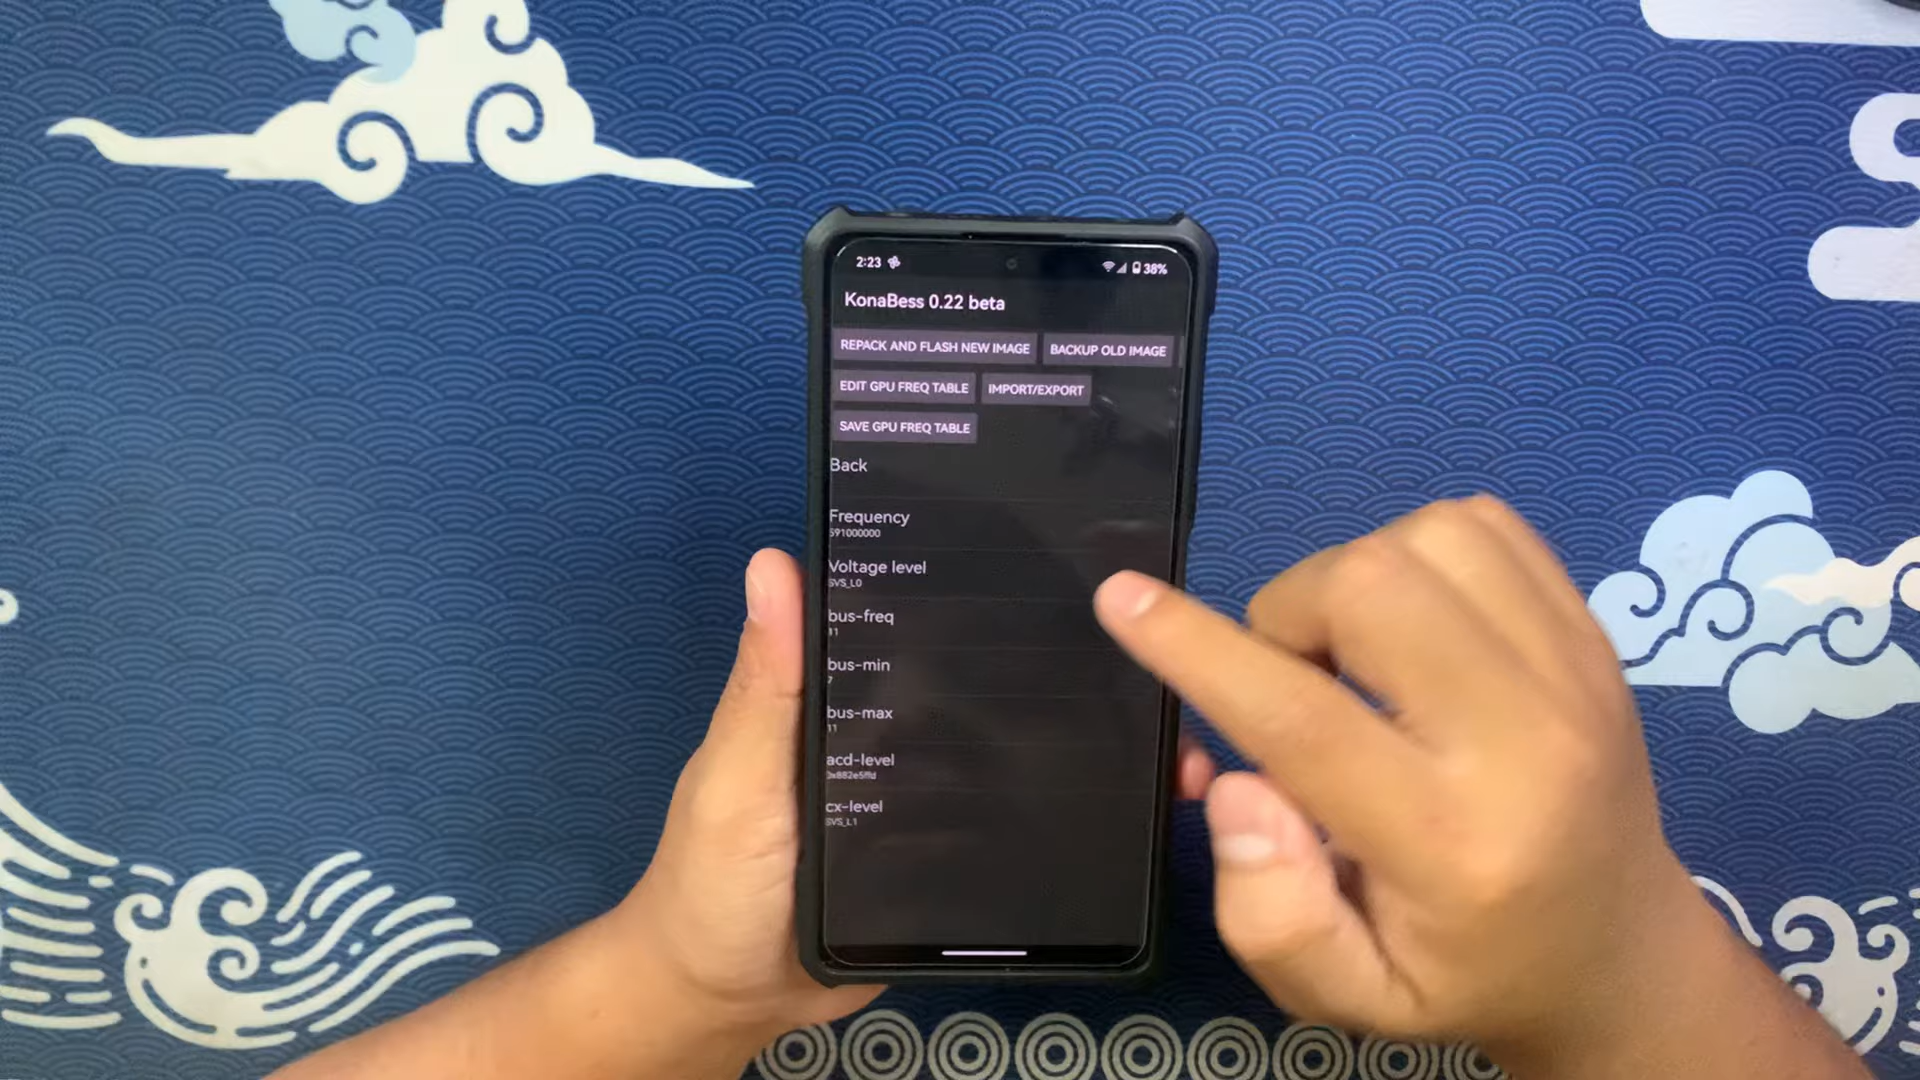 2:23 38%
KonaBess 0.22 beta
REPACK AND FLASH NEW IMAGE BACKUP OLD IMAGE
EDIT GPU FREQ TABLE IMPORT/EXPORT
SAVE GPU FREQ TABLE
Back
Frequency
591000000
Voltage level
SVS_L0
bus-freq
11
bus-min
7
bus-max
11
acd-level
0x882e5ffd
cx-level
SVS_L1